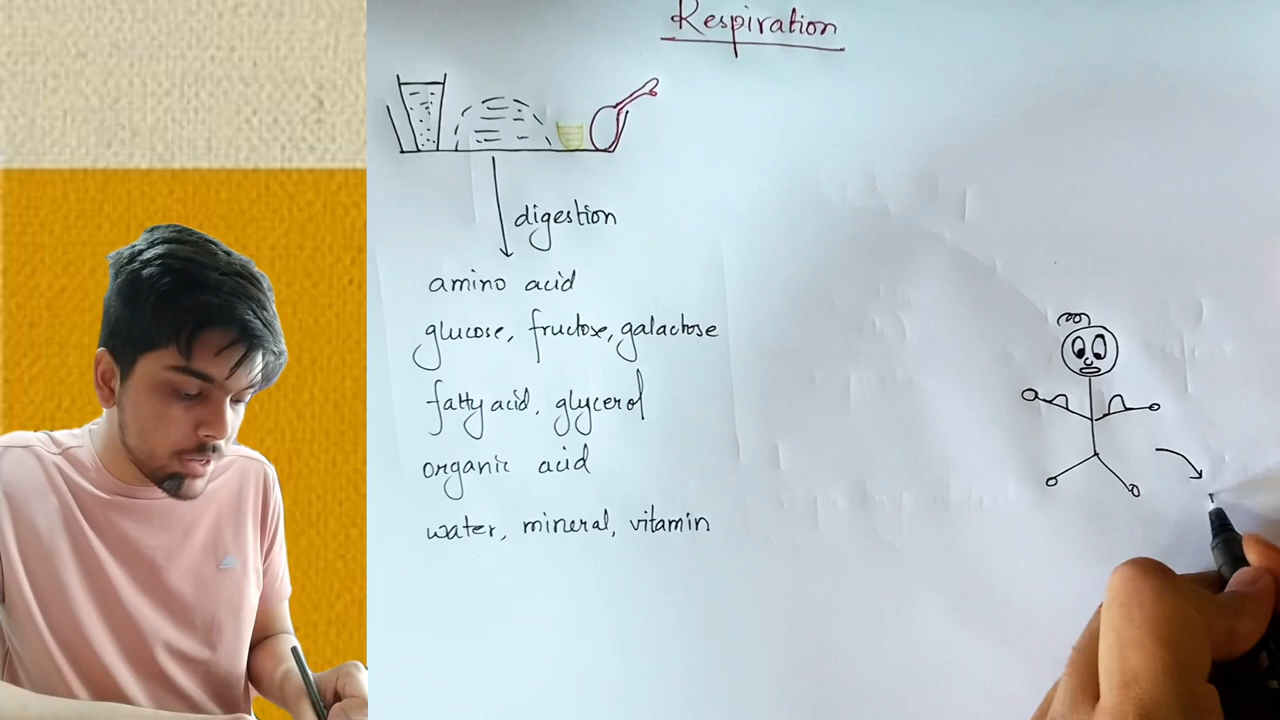 Respiration
digestion
amino acid
glucose, fructose, galactose
fatty acid, glycerol
organic acid
water, mineral, vitamin